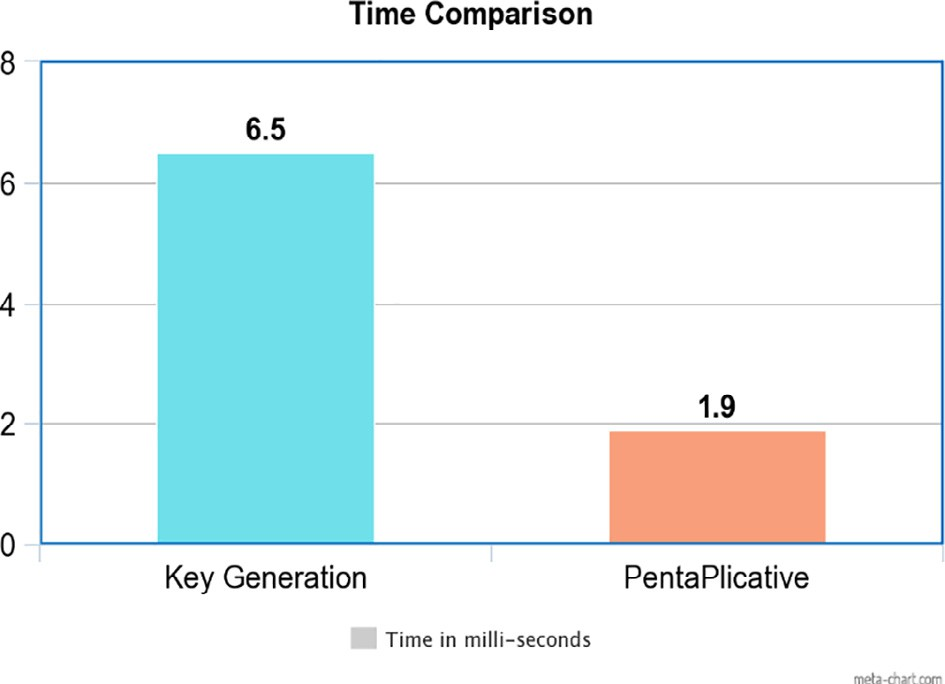 Time Comparison
8
6.5
6
4
1.9
2
0
Key Generation PentaPlicative
Time in milli-seconds
meta-chart.com